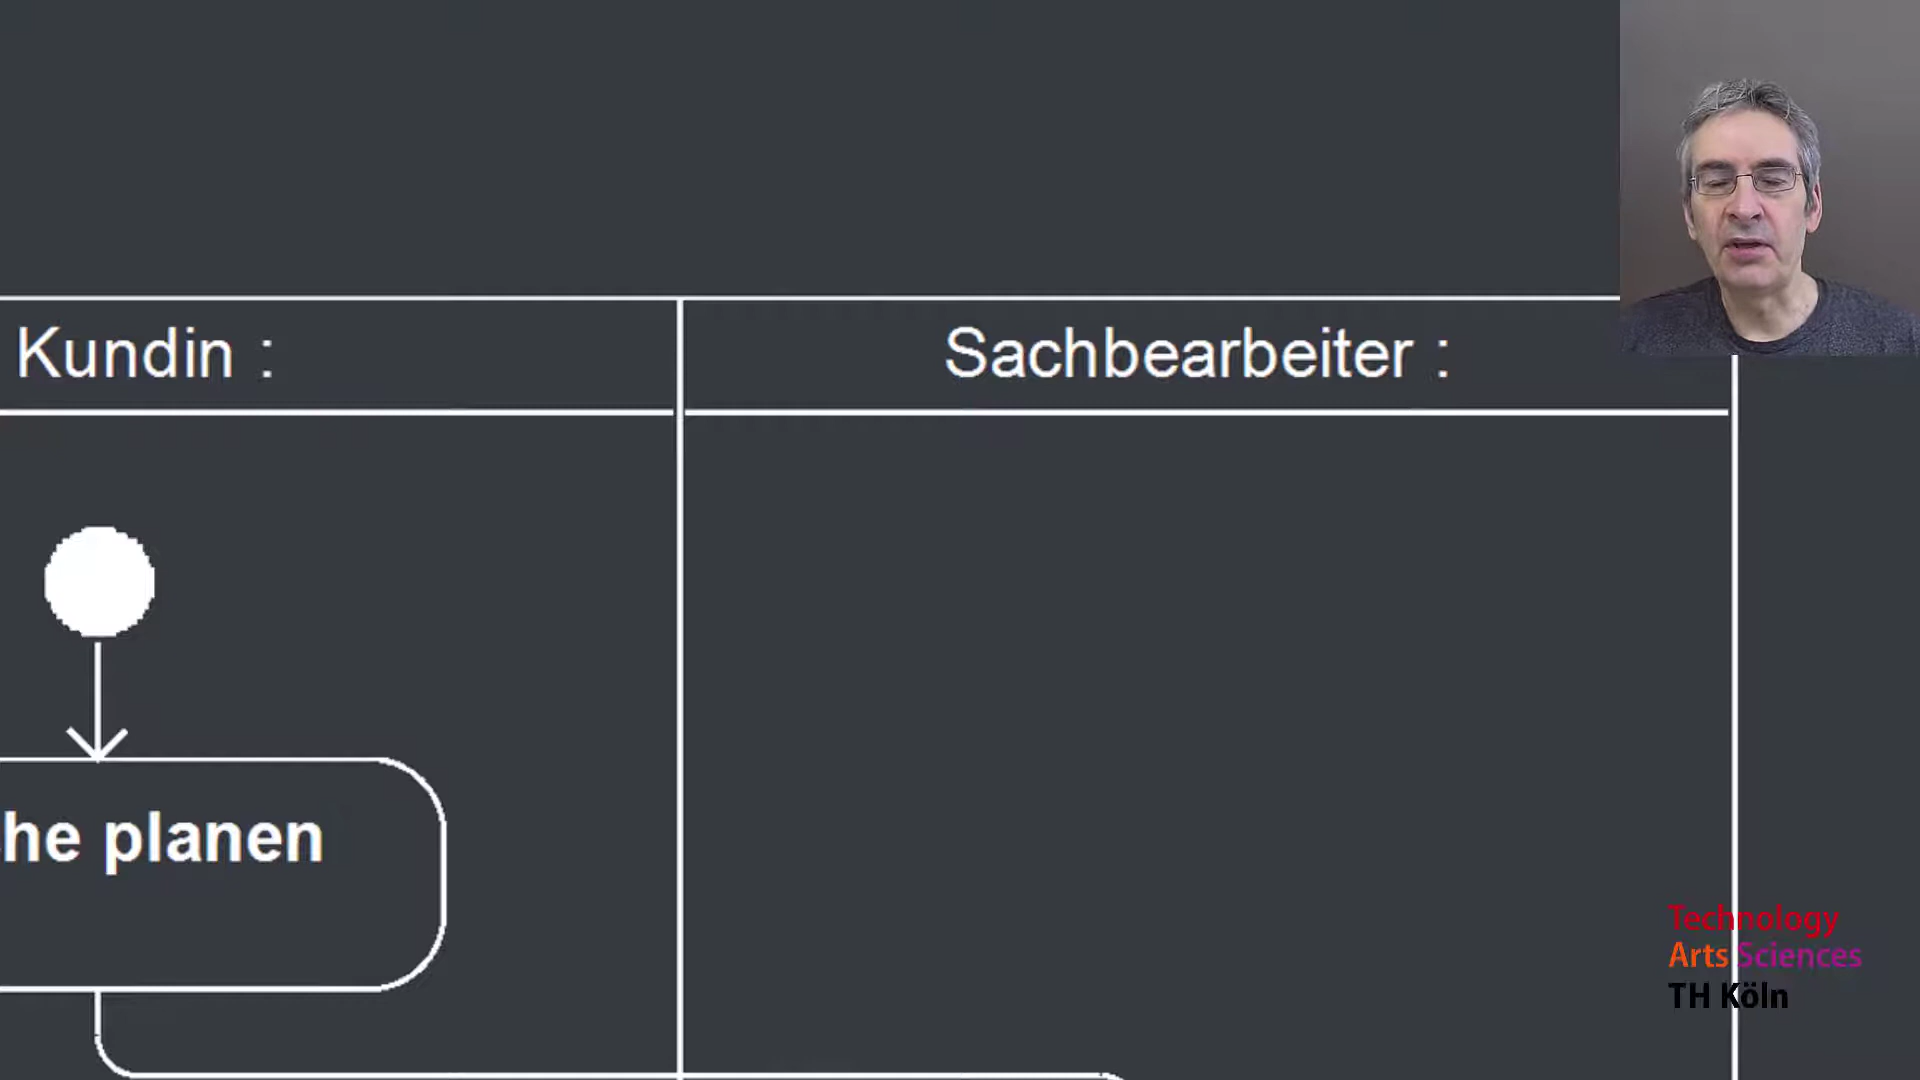 Kundin :
Sachbearbeiter :
he planen
Technology
Arts Sciences
TH Köln